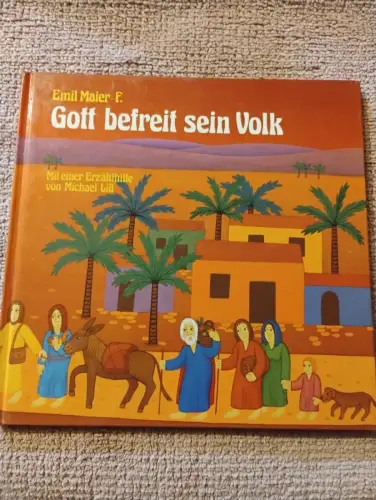 Emil Maier-F.
Gott befreit sein Volk
Mit einer Erzählhilfe
von Michael Lill